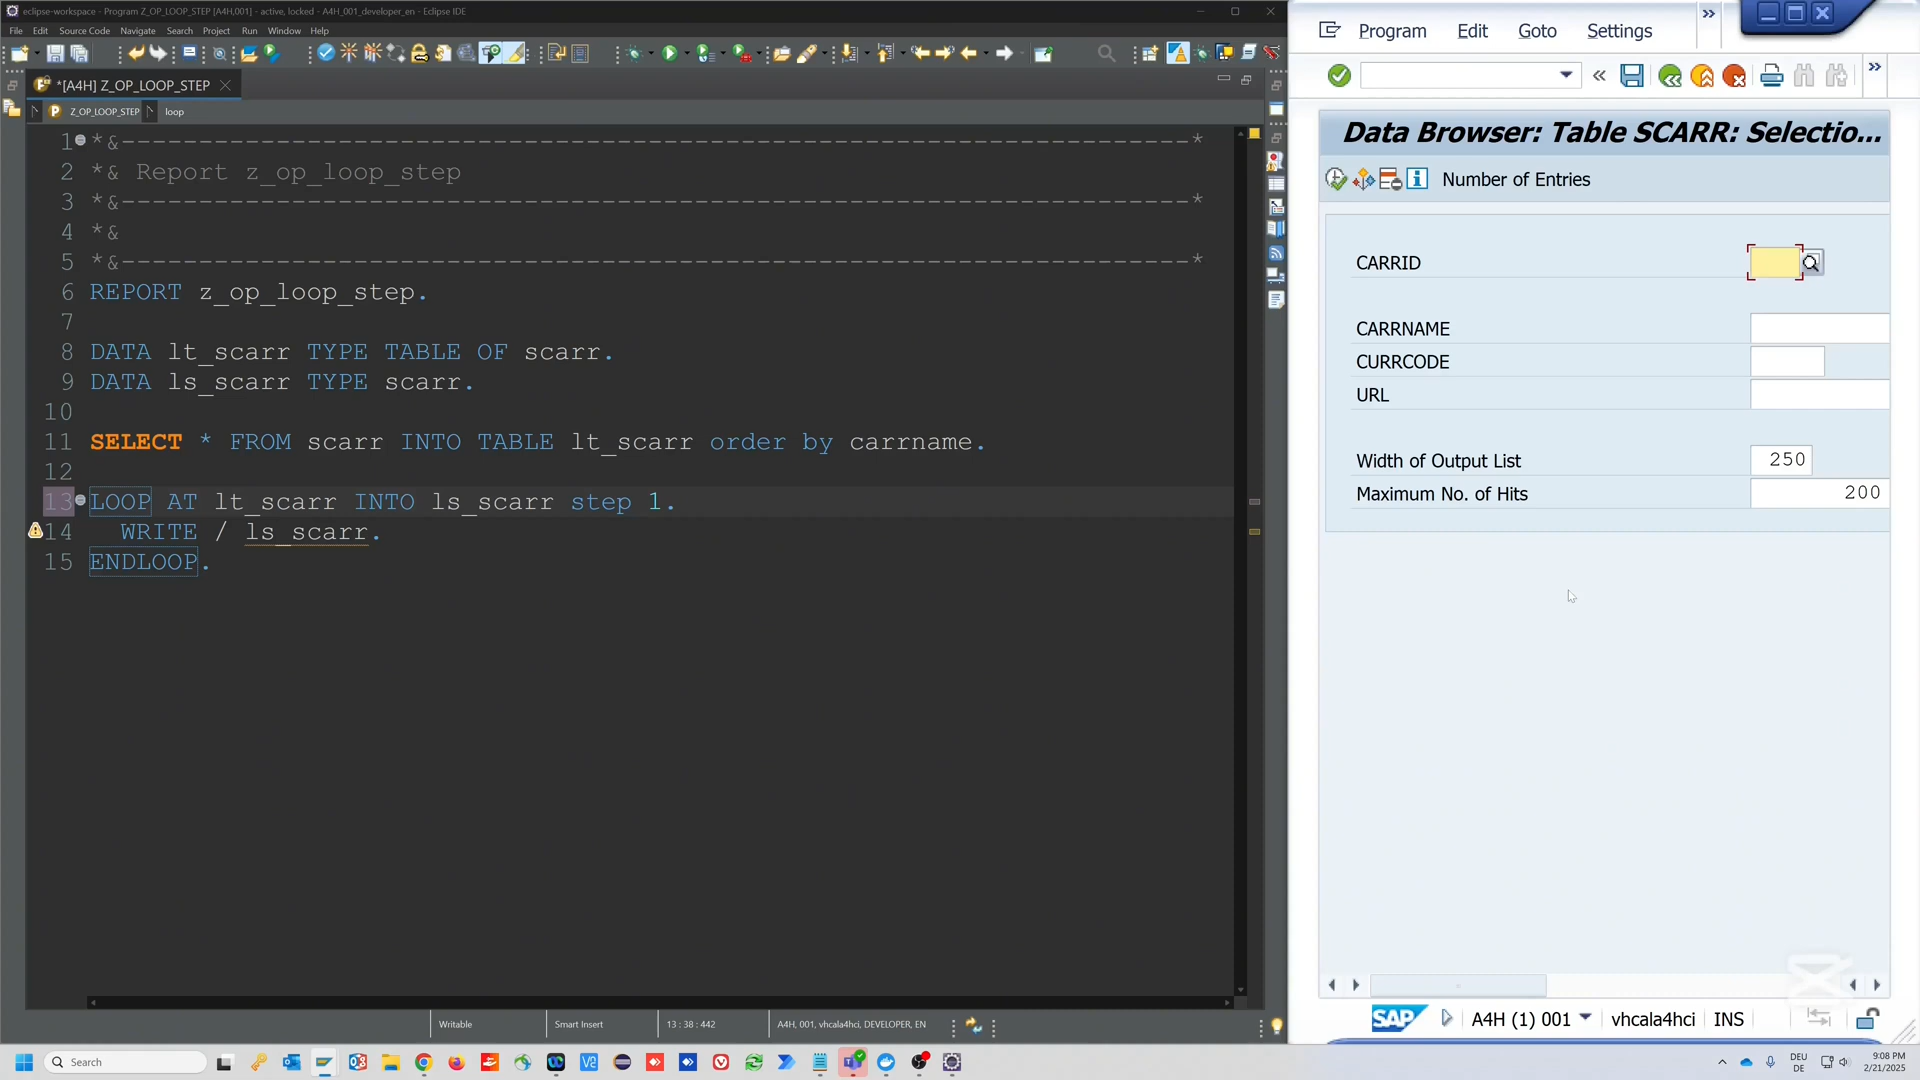 eclipse-workspace - Program Z_OP_LOOP_STEP [A4H,001] - active, locked - A4H_001_developer_en - Eclipse IDE
File Edit Source Code Navigate Search Project Run Window Help
*[A4H] Z_OP_LOOP_STEP
Z_OP_LOOP_STEP loop
1 *&---------------------------------------------------------------------*
2 *& Report z_op_loop_step
3 *&---------------------------------------------------------------------*
4 *&
5 *&---------------------------------------------------------------------*
6 REPORT z_op_loop_step.
7
8 DATA lt_scarr TYPE TABLE OF scarr.
9 DATA ls_scarr TYPE scarr.
10
11 SELECT * FROM scarr INTO TABLE lt_scarr order by carrname.
12
13 LOOP AT lt_scarr INTO ls_scarr step 1.
14 WRITE / ls_scarr.
15 ENDLOOP.
Writable Smart Insert 13 : 38 : 442 A4H, 001, vhcala4hci, DEVELOPER, EN
Program Edit Goto Settings
Data Browser: Table SCARR: Selectio...
Number of Entries
CARRID
CARRNAME
CURRCODE
URL
Width of Output List 250
Maximum No. of Hits 200
SAP A4H (1) 001 vhcala4hci INS
Search
DEU
DE
9:08 PM
2/21/2025